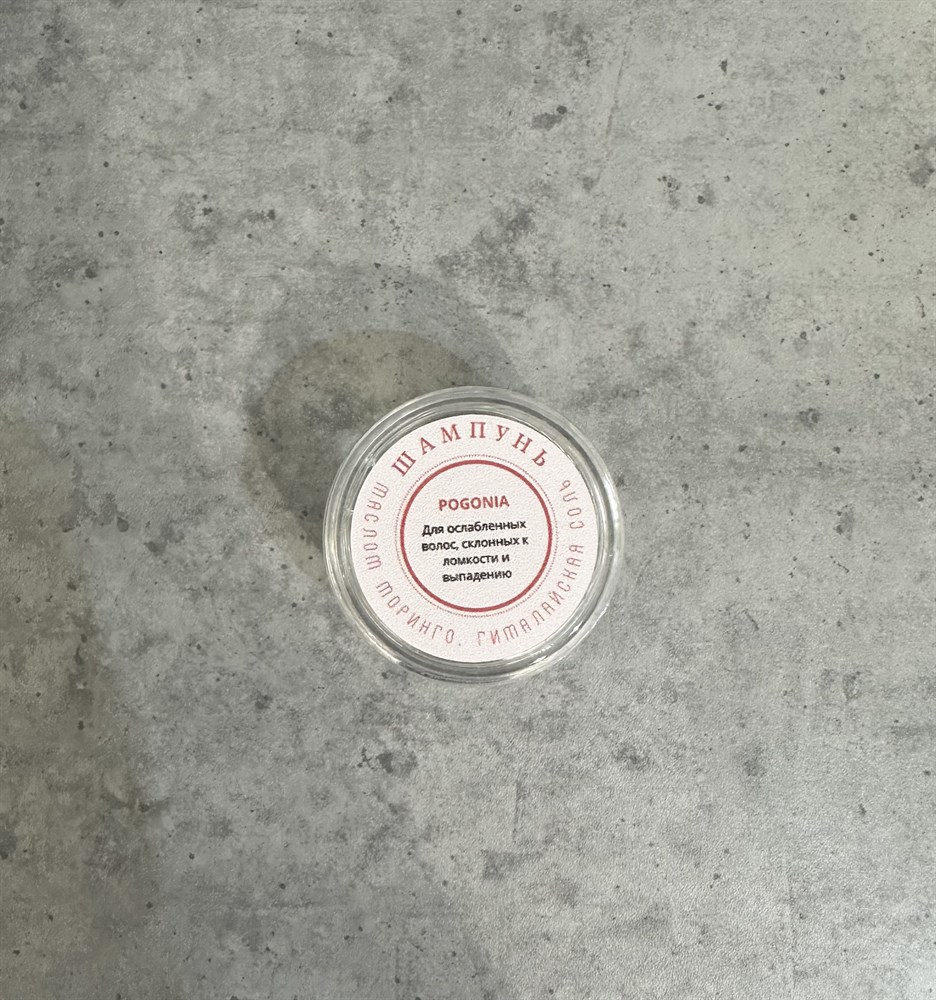 ШАМПУНЬ
POGONIA
Для ослабленных
волос, склонных к
ломкости и
выпадению
маслом моринго, гималайская соль